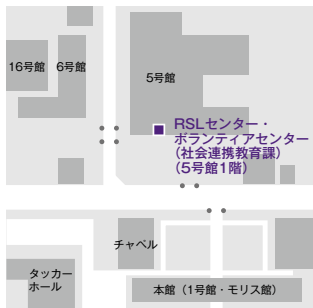 16号館
6号館
5号館
RSLセンター・
ボランティアセンター
(社会連携教育課)
(5号館1階)
チャペル
タッカー
ホール
本館(1号館・モリス館)